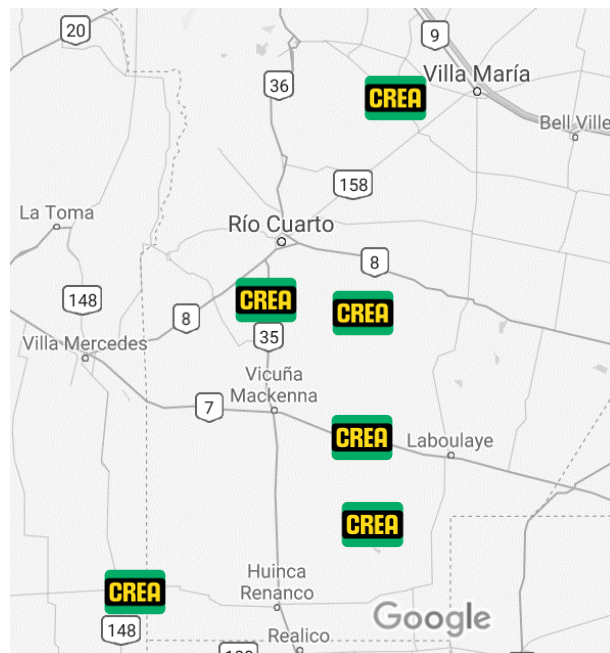 20
9
Villa María
36
CREA
Bell Ville
158
La Toma
Río Cuarto
8
148
CREA
CREA
8
35
Villa Mercedes
Vicuña
Mackenna
7
CREA
Laboulaye
CREA
Huinca
Renanco
CREA
Google
148
Realico